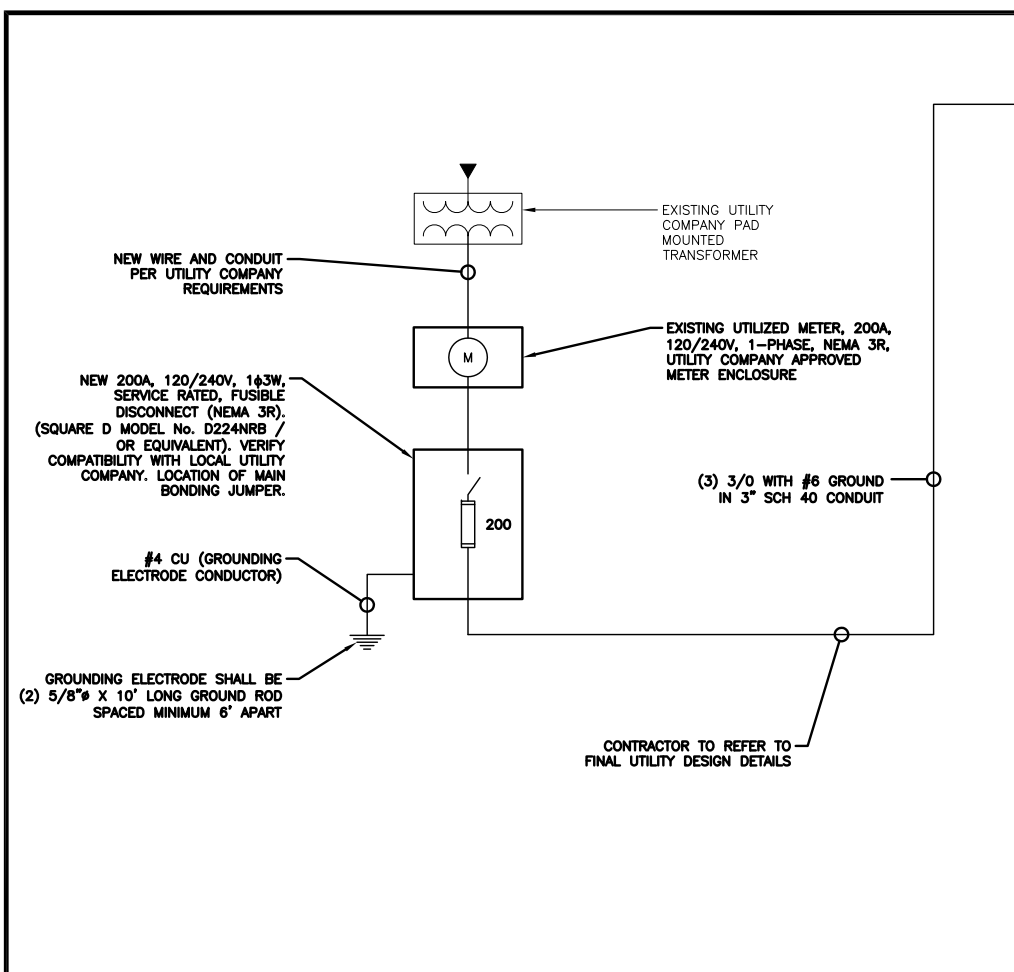 EXISTING UTILITY
COMPANY PAD
MOUNTED
TRANSFORMER
NEW WIRE AND CONDUIT
PER UTILITY COMPANY
REQUIREMENTS
EXISTING UTILIZED METER, 200A,
120/240V, 1-PHASE, NEMA 3R,
UTILITY COMPANY APPROVED
METER ENCLOSURE
M
NEW 200A, 120/240V, 1ϕ3W,
SERVICE RATED, FUSIBLE
DISCONNECT (NEMA 3R).
(SQUARE D MODEL No. D224NRB /
OR EQUIVALENT). VERIFY
COMPATIBILITY WITH LOCAL UTILITY
COMPANY. LOCATION OF MAIN
BONDING JUMPER.
200
(3) 3/0 WITH #6 GROUND
IN 3" SCH 40 CONDUIT
#4 CU (GROUNDING
ELECTRODE CONDUCTOR)
GROUNDING ELECTRODE SHALL BE
(2) 5/8"ø X 10' LONG GROUND ROD
SPACED MINIMUM 6' APART
CONTRACTOR TO REFER TO
FINAL UTILITY DESIGN DETAILS